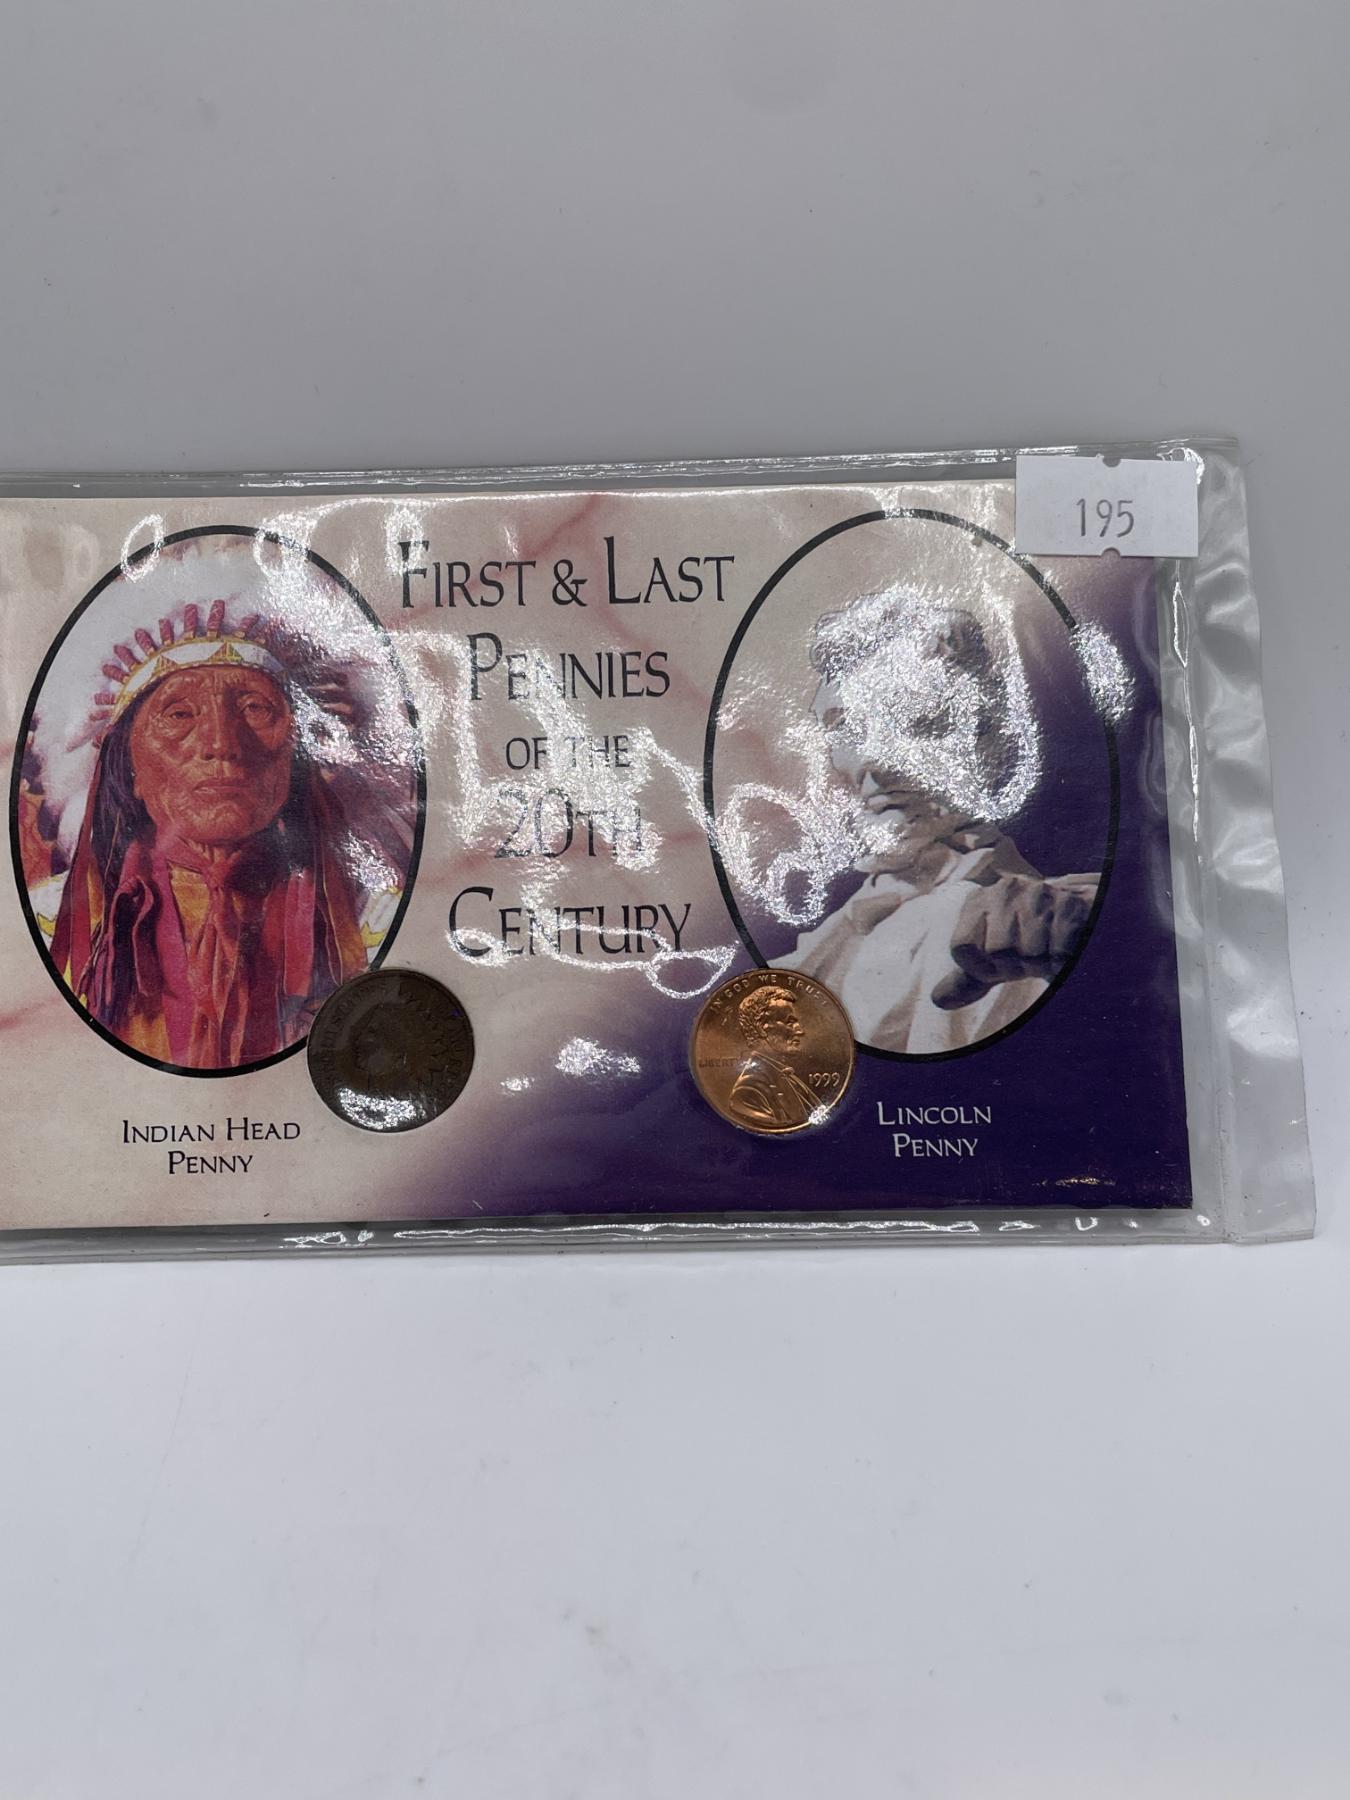 195
FIRST & LAST
PENNIES
OF THE
20TH
CENTURY
IN GOD WE TRUST
LIBERTY
1999
INDIAN HEAD
PENNY
LINCOLN
PENNY